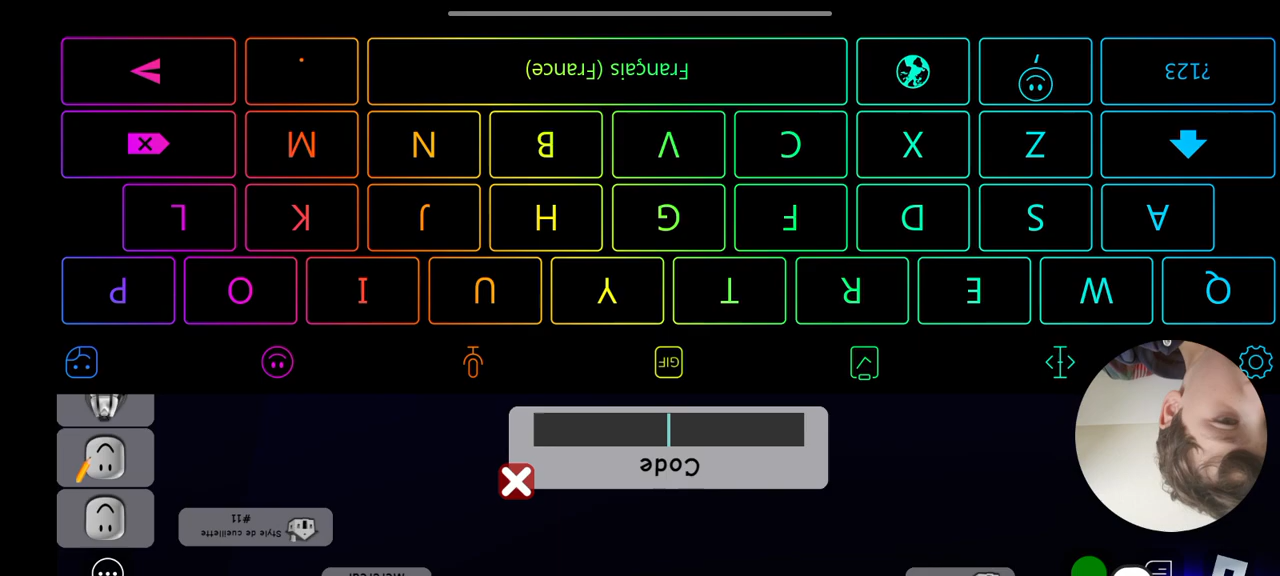 Style de cueillette
#11
Code
GIF
Q W E R T Y U I O P
A S D F G H J K L
Z X C V B N M
?123 , Français (France) .